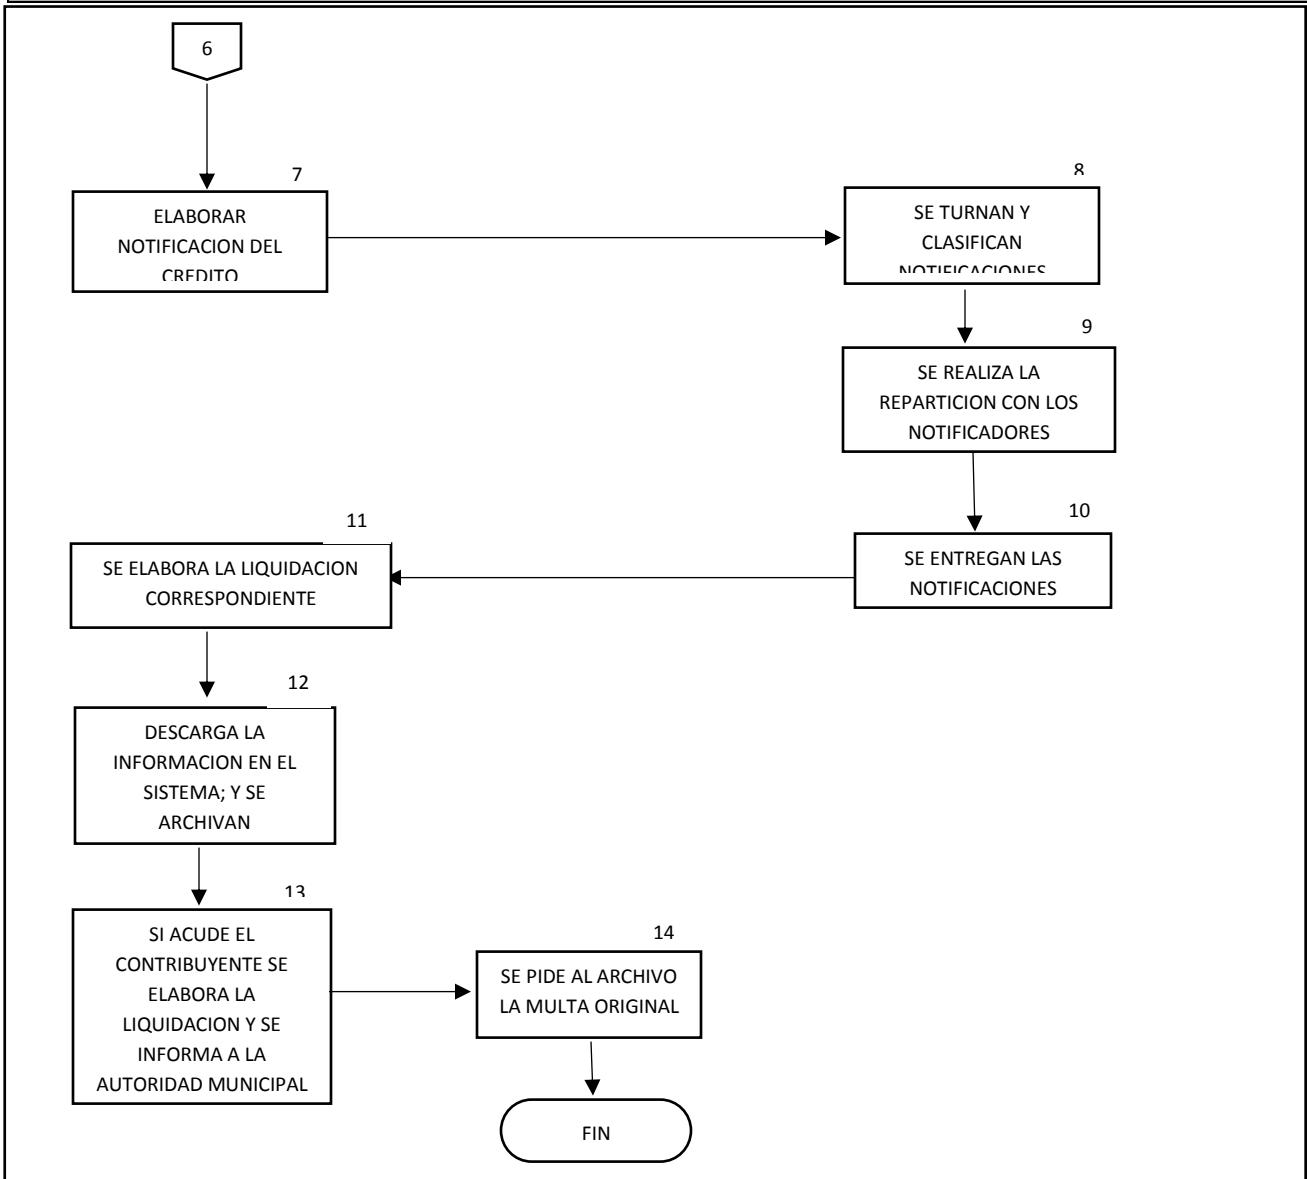 6
7
ELABORAR
NOTIFICACION DEL
CREDITO
8
SE TURNAN Y
CLASIFICAN
NOTIFICACIONES
9
SE REALIZA LA
REPARTICION CON LOS
NOTIFICADORES
10
SE ENTREGAN LAS
NOTIFICACIONES
11
SE ELABORA LA LIQUIDACION
CORRESPONDIENTE
12
DESCARGA LA
INFORMACION EN EL
SISTEMA; Y SE
ARCHIVAN
13
SI ACUDE EL
CONTRIBUYENTE SE
ELABORA LA
LIQUIDACION Y SE
INFORMA A LA
AUTORIDAD MUNICIPAL
14
SE PIDE AL ARCHIVO
LA MULTA ORIGINAL
FIN